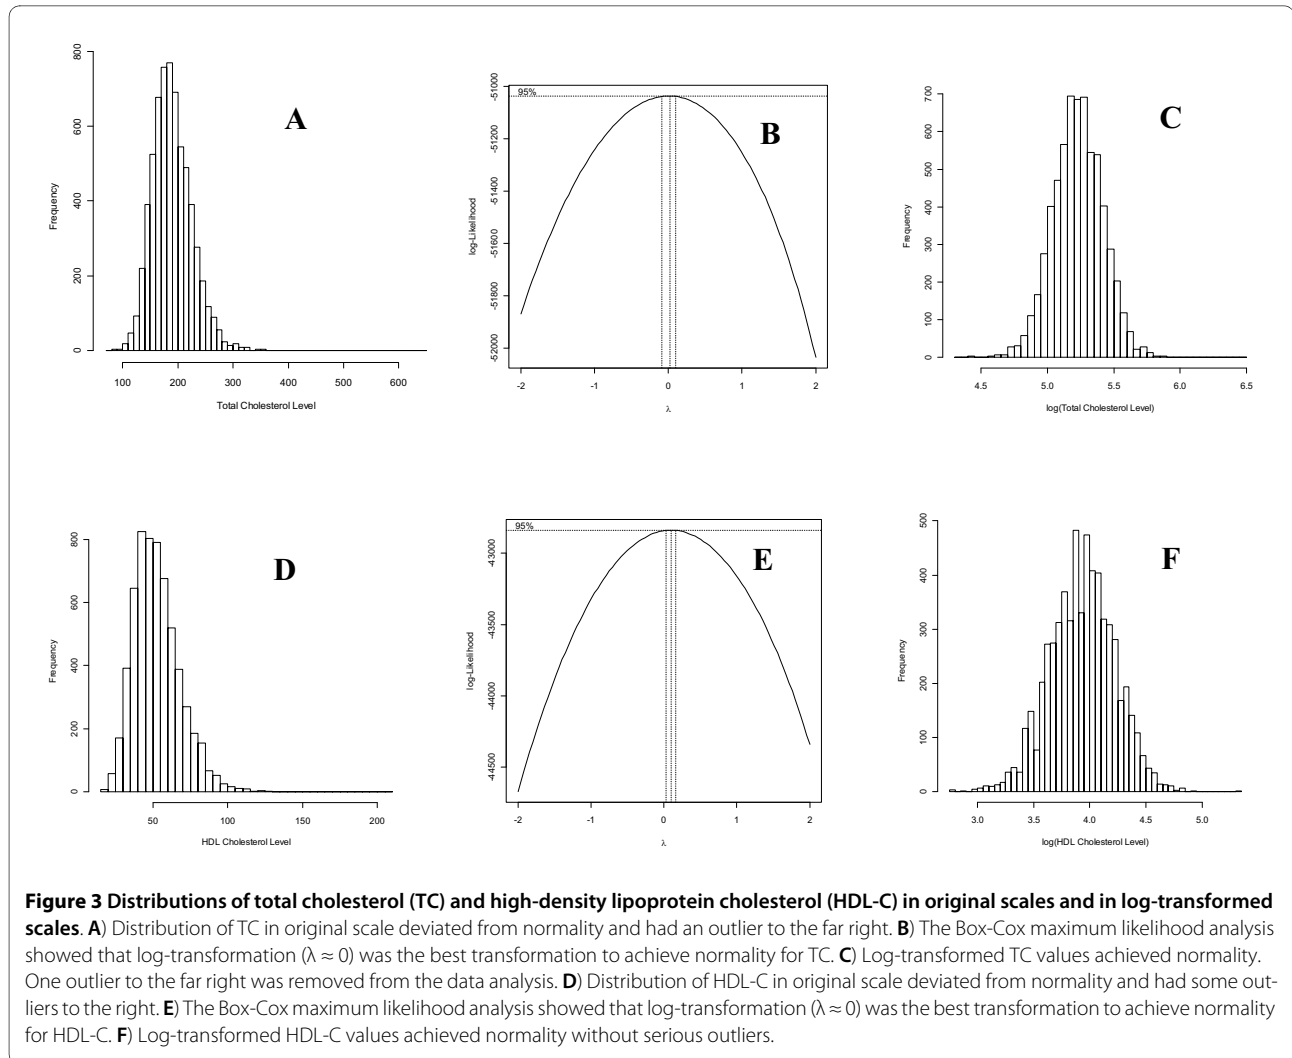 A
Frequency
0
200
400
600
800
100
200
300
400
500
600
Total Cholesterol Level
B
95%
log-Likelihood
-52000
-51800
-51600
-51400
-51200
-51000
-2
-1
0
1
2
λ
C
Frequency
0
100
200
300
400
500
600
700
4.5
5.0
5.5
6.0
6.5
log(Total Cholesterol Level)
D
Frequency
0
200
400
600
800
50
100
150
200
HDL Cholesterol Level
E
95%
log-Likelihood
-44500
-44000
-43500
-43000
-2
-1
0
1
2
λ
F
Frequency
0
100
200
300
400
500
3.0
3.5
4.0
4.5
5.0
log(HDL Cholesterol Level)
Figure 3 Distributions of total cholesterol (TC) and high-density lipoprotein cholesterol (HDL-C) in original scales and in log-transformed
scales. A) Distribution of TC in original scale deviated from normality and had an outlier to the far right. B) The Box-Cox maximum likelihood analysis
showed that log-transformation (λ ≈ 0) was the best transformation to achieve normality for TC. C) Log-transformed TC values achieved normality.
One outlier to the far right was removed from the data analysis. D) Distribution of HDL-C in original scale deviated from normality and had some out-
liers to the right. E) The Box-Cox maximum likelihood analysis showed that log-transformation (λ ≈ 0) was the best transformation to achieve normality
for HDL-C. F) Log-transformed HDL-C values achieved normality without serious outliers.